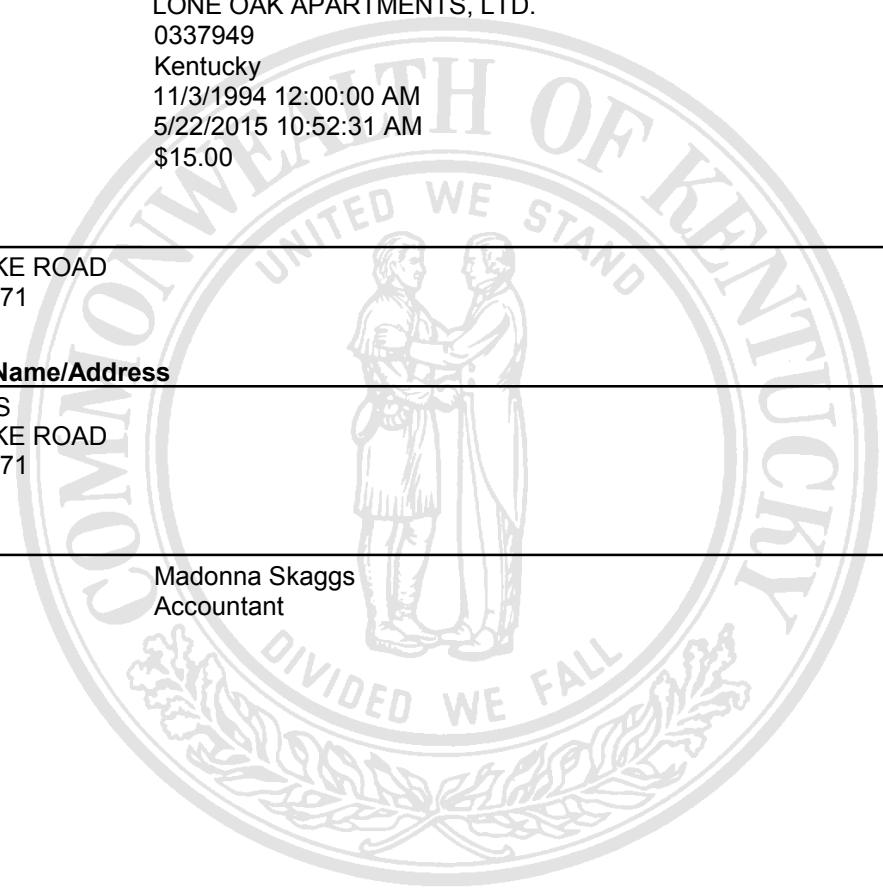 LONE OAK APARTMENTS, LTD.
0337949
Kentucky
11/3/1994 12:00:00 AM
5/22/2015 10:52:31 AM
$15.00
KE ROAD
71
Name/Address
S
KE ROAD
71
Madonna Skaggs
Accountant
COMMONWEALTH OF KENTUCKY
UNITED WE STAND
DIVIDED WE FALL